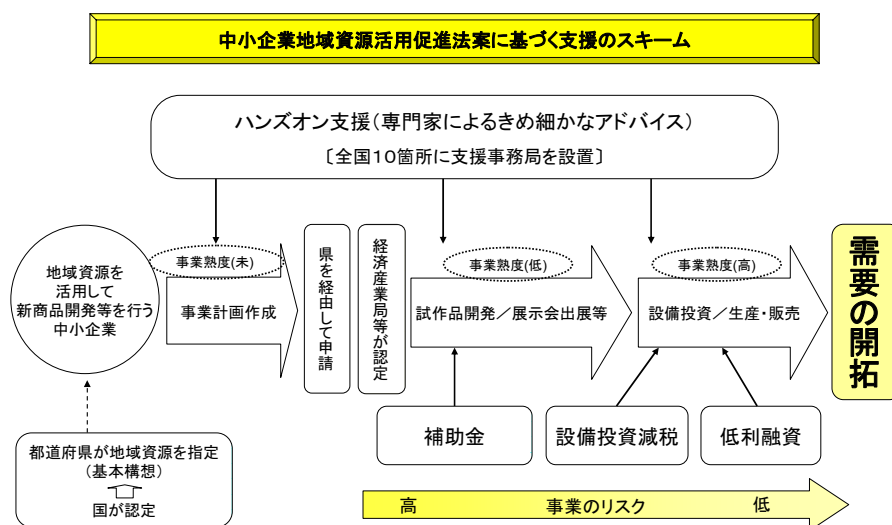 中小企業地域資源活用促進法案に基づく支援のスキーム
ハンズオン支援(専門家によるきめ細かなアドバイス)
〔全国10箇所に支援事務局を設置〕
地域資源を
活用して
新商品開発等を行う
中小企業
事業熟度(未)
事業計画作成
県を経由して申請
経済産業局等が認定
事業熟度(低)
試作品開発/展示会出展等
事業熟度(高)
設備投資/生産・販売
需要の開拓
都道府県が地域資源を指定
(基本構想)
国が認定
補助金
設備投資減税
低利融資
高 事業のリスク 低